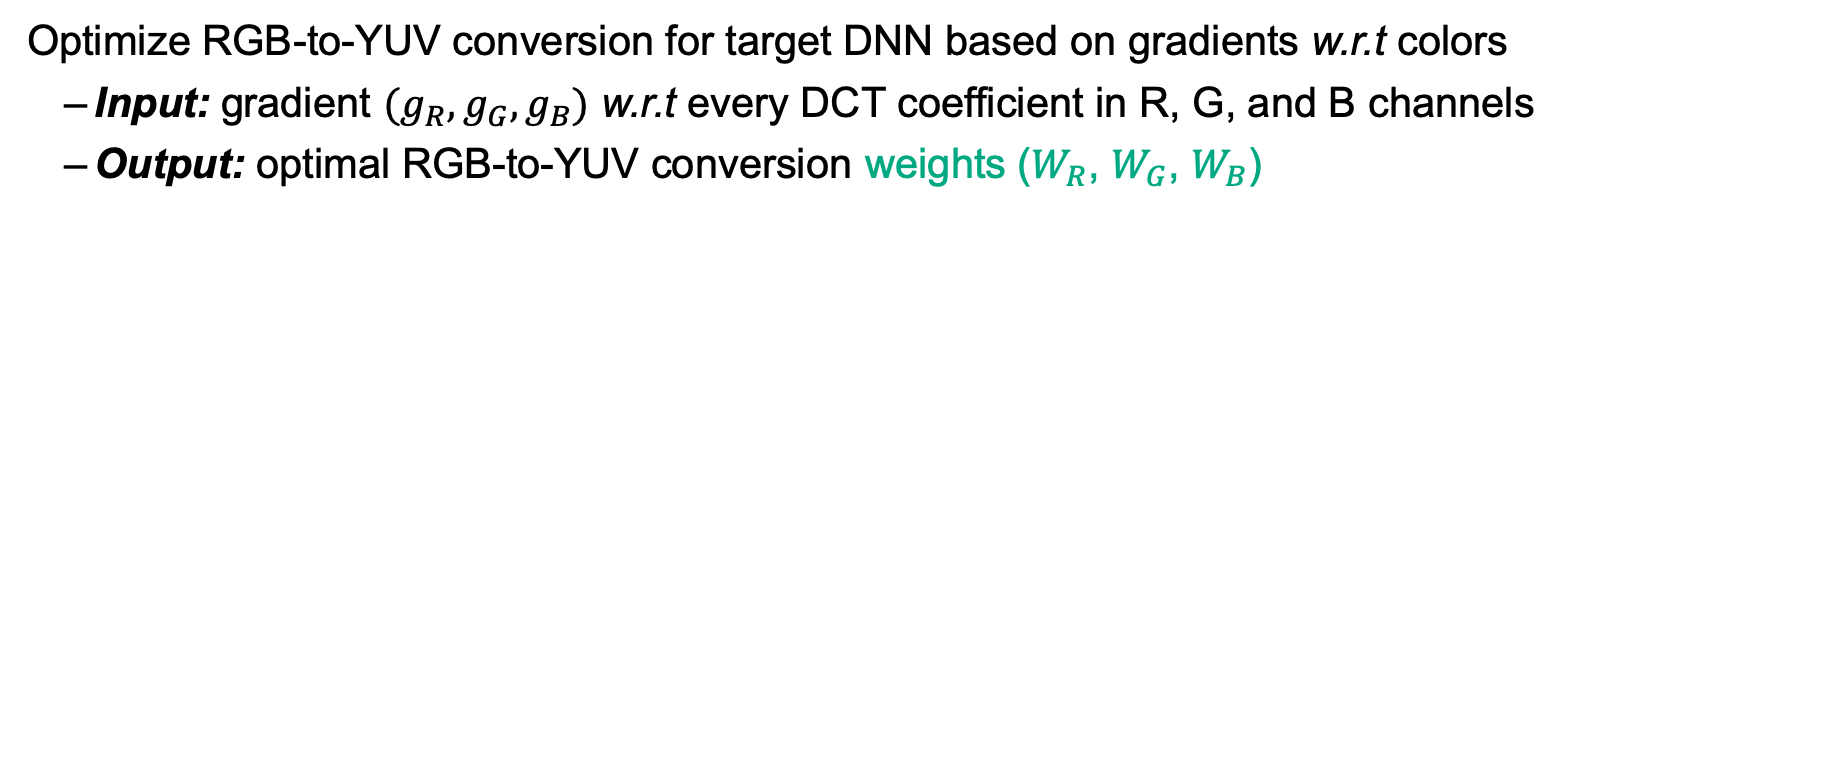 Optimize RGB-to-YUV conversion for target DNN based on gradients w.r.t colors
– Input: gradient (g_R, g_G, g_B) w.r.t every DCT coefficient in R, G, and B channels
– Output: optimal RGB-to-YUV conversion weights (W_R, W_G, W_B)